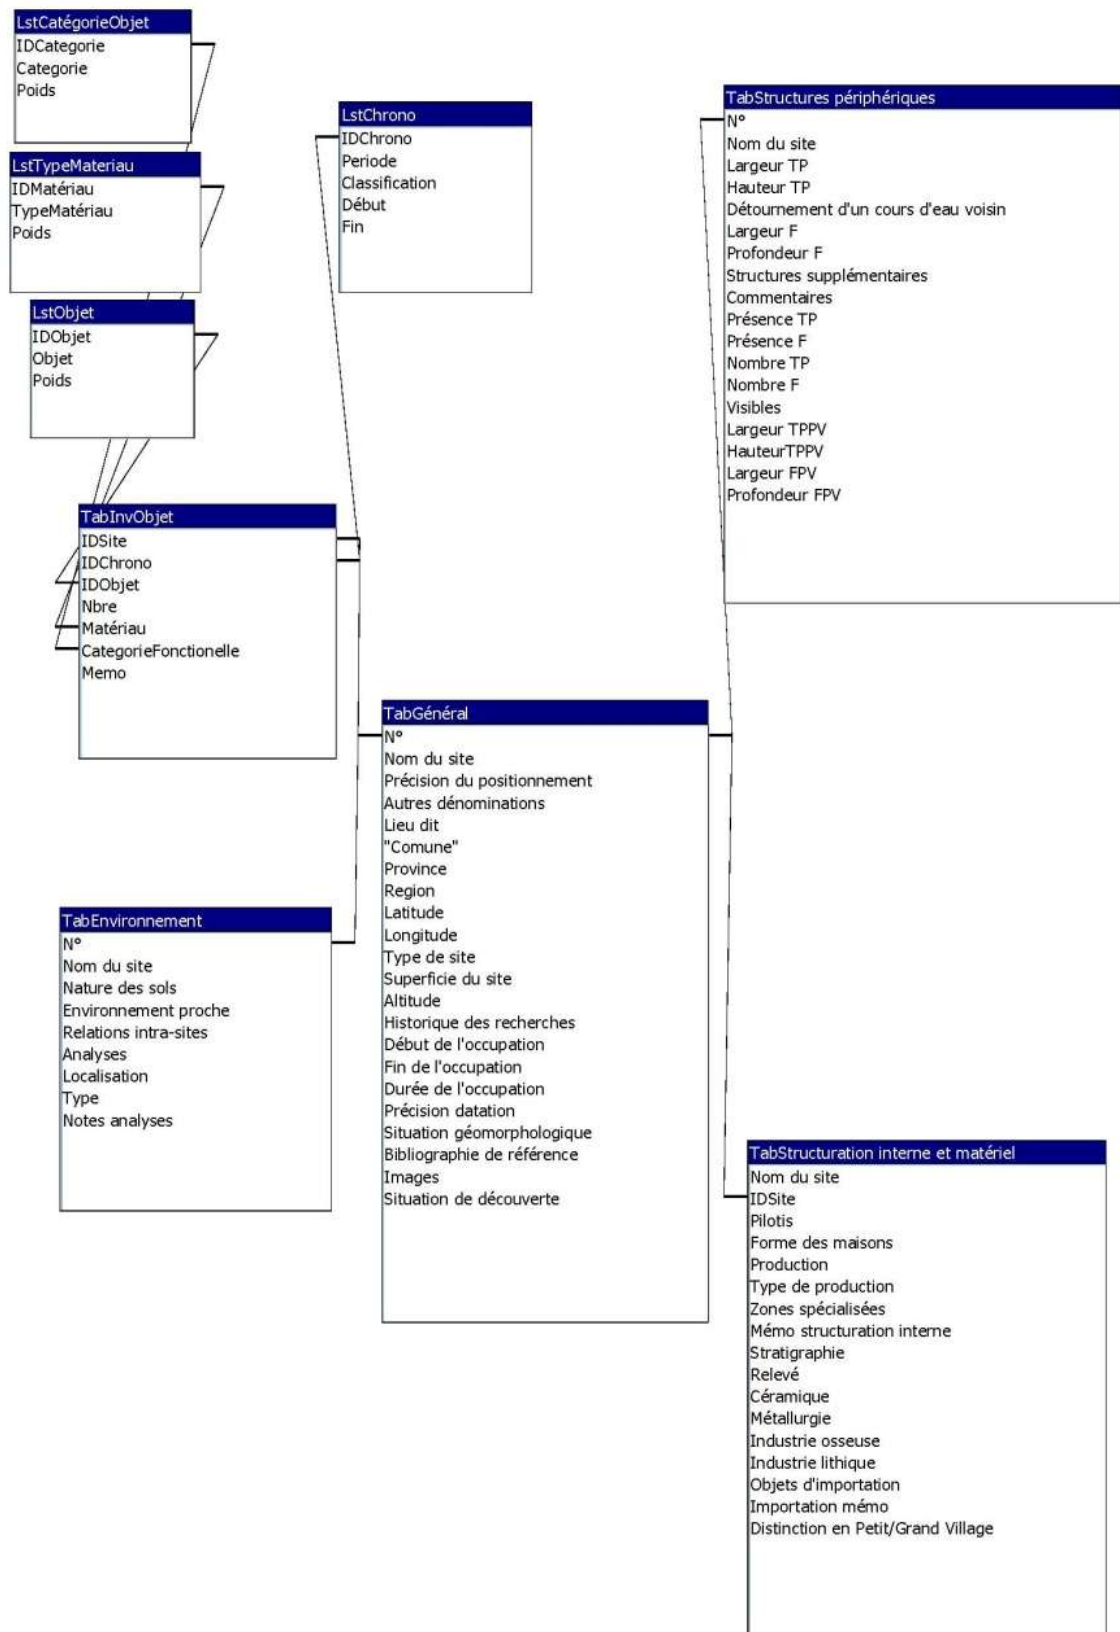 LstCatégorieObjet
IDCategorie
Categorie
Poids
LstTypeMateriau
IDMatériau
TypeMatériau
Poids
LstObjet
IDObjet
Objet
Poids
LstChrono
IDChrono
Periode
Classification
Début
Fin
TabStructures périphériques
N°
Nom du site
Largeur TP
Hauteur TP
Détournement d'un cours d'eau voisin
Largeur F
Profondeur F
Structures supplémentaires
Commentaires
Présence TP
Présence F
Nombre TP
Nombre F
Visibles
Largeur TPPV
HauteurTPPV
Largeur FPV
Profondeur FPV
TabInvObjet
IDSite
IDChrono
IDObjet
Nbre
Matériau
CategorieFonctionelle
Memo
TabGénéral
N°
Nom du site
Précision du positionnement
Autres dénominations
Lieu dit
"Comune"
Province
Region
Latitude
Longitude
Type de site
Superficie du site
Altitude
Historique des recherches
Début de l'occupation
Fin de l'occupation
Durée de l'occupation
Précision datation
Situation géomorphologique
Bibliographie de référence
Images
Situation de découverte
TabEnvironnement
N°
Nom du site
Nature des sols
Environnement proche
Relations intra-sites
Analyses
Localisation
Type
Notes analyses
TabStructuration interne et matériel
Nom du site
IDSite
Pilotis
Forme des maisons
Production
Type de production
Zones spécialisées
Mémo structuration interne
Stratigraphie
Relevé
Céramique
Métallurgie
Industrie osseuse
Industrie lithique
Objets d'importation
Importation mémo
Distinction en Petit/Grand Village